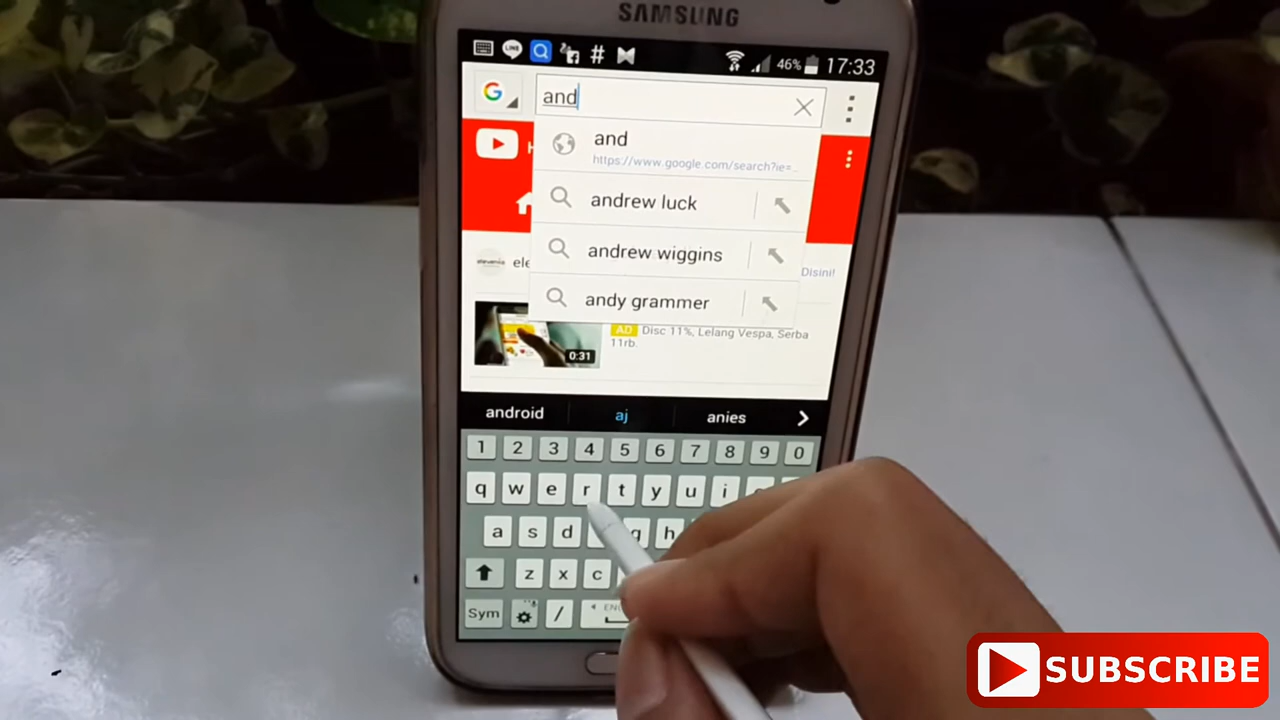 SAMSUNG
46% 17:33
and
and
https://www.google.com/search?ie=...
andrew luck
andrew wiggins
andy grammer
ele
Disini!
AD Disc 11%, Lelang Vespa, Serba
11rb.
0:31
android aj anies
1 2 3 4 5 6 7 8 9 0
q w e r t y u i
a s d g h
z x c
Sym /
SUBSCRIBE